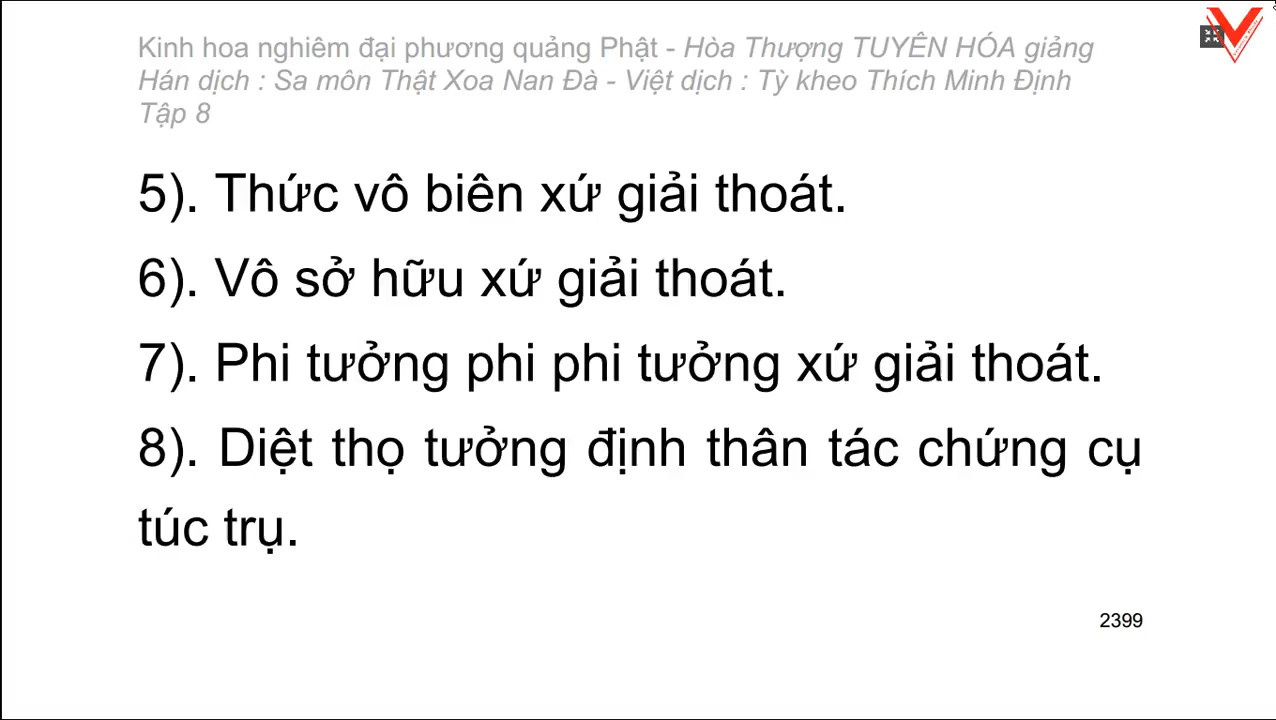 Kinh hoa nghiêm đại phương quảng Phật - Hòa Thượng TUYÊN HÓA giảng
Hán dịch : Sa môn Thật Xoa Nan Đà - Việt dịch : Tỳ kheo Thích Minh Định
Tập 8
5). Thức vô biên xứ giải thoát.
6). Vô sở hữu xứ giải thoát.
7). Phi tưởng phi phi tưởng xứ giải thoát.
8). Diệt thọ tưởng định thân tác chứng cụ
túc trụ.
2399